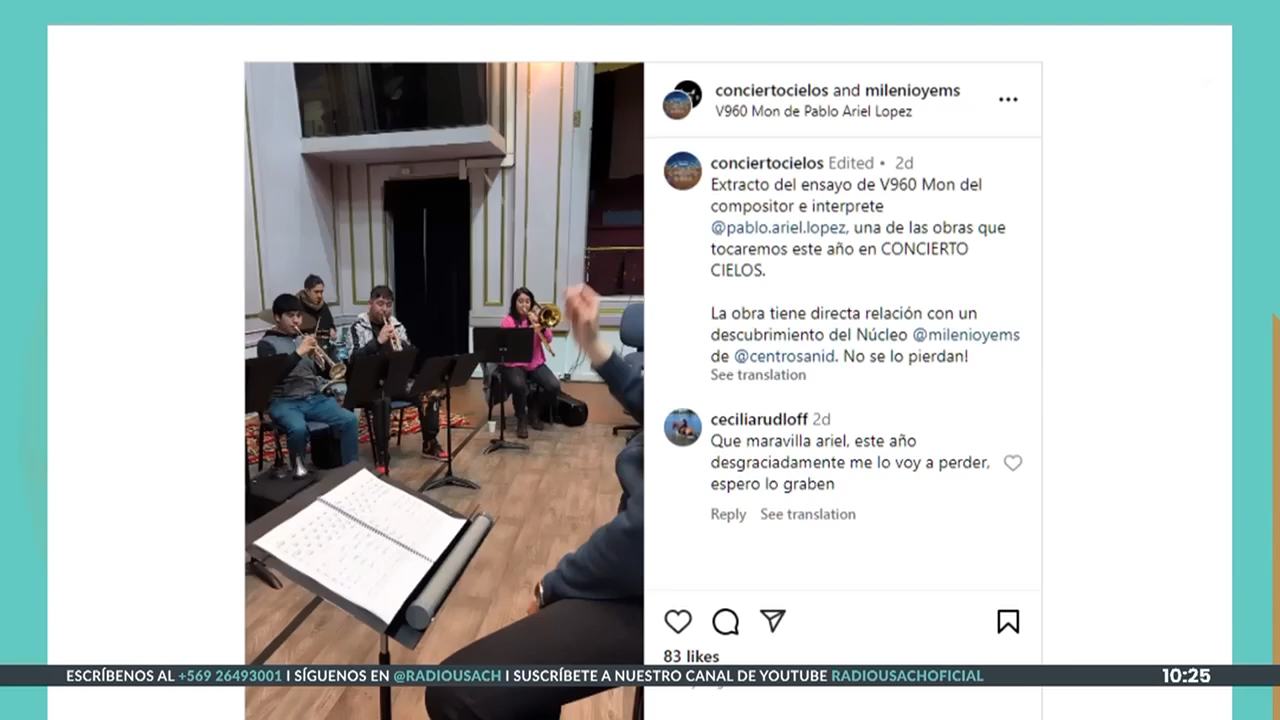 conciertocielos and milenioyems
V960 Mon de Pablo Ariel Lopez
conciertocielos Edited • 2d
Extracto del ensayo de V960 Mon del
compositor e interprete
@pablo.ariel.lopez, una de las obras que
tocaremos este año en CONCIERTO
CIELOS.
La obra tiene directa relación con un
descubrimiento del Núcleo @milenioyems
de @centrosanid. No se lo pierdan!
See translation
ceciliarudloff 2d
Que maravilla ariel, este año
desgraciadamente me lo voy a perder,
espero lo graben
Reply See translation
83 likes
ESCRÍBENOS AL +569 26493001 I SÍGUENOS EN @RADIOUSACH I SUSCRÍBETE A NUESTRO CANAL DE YOUTUBE RADIOUSACHOFICIAL
10:25